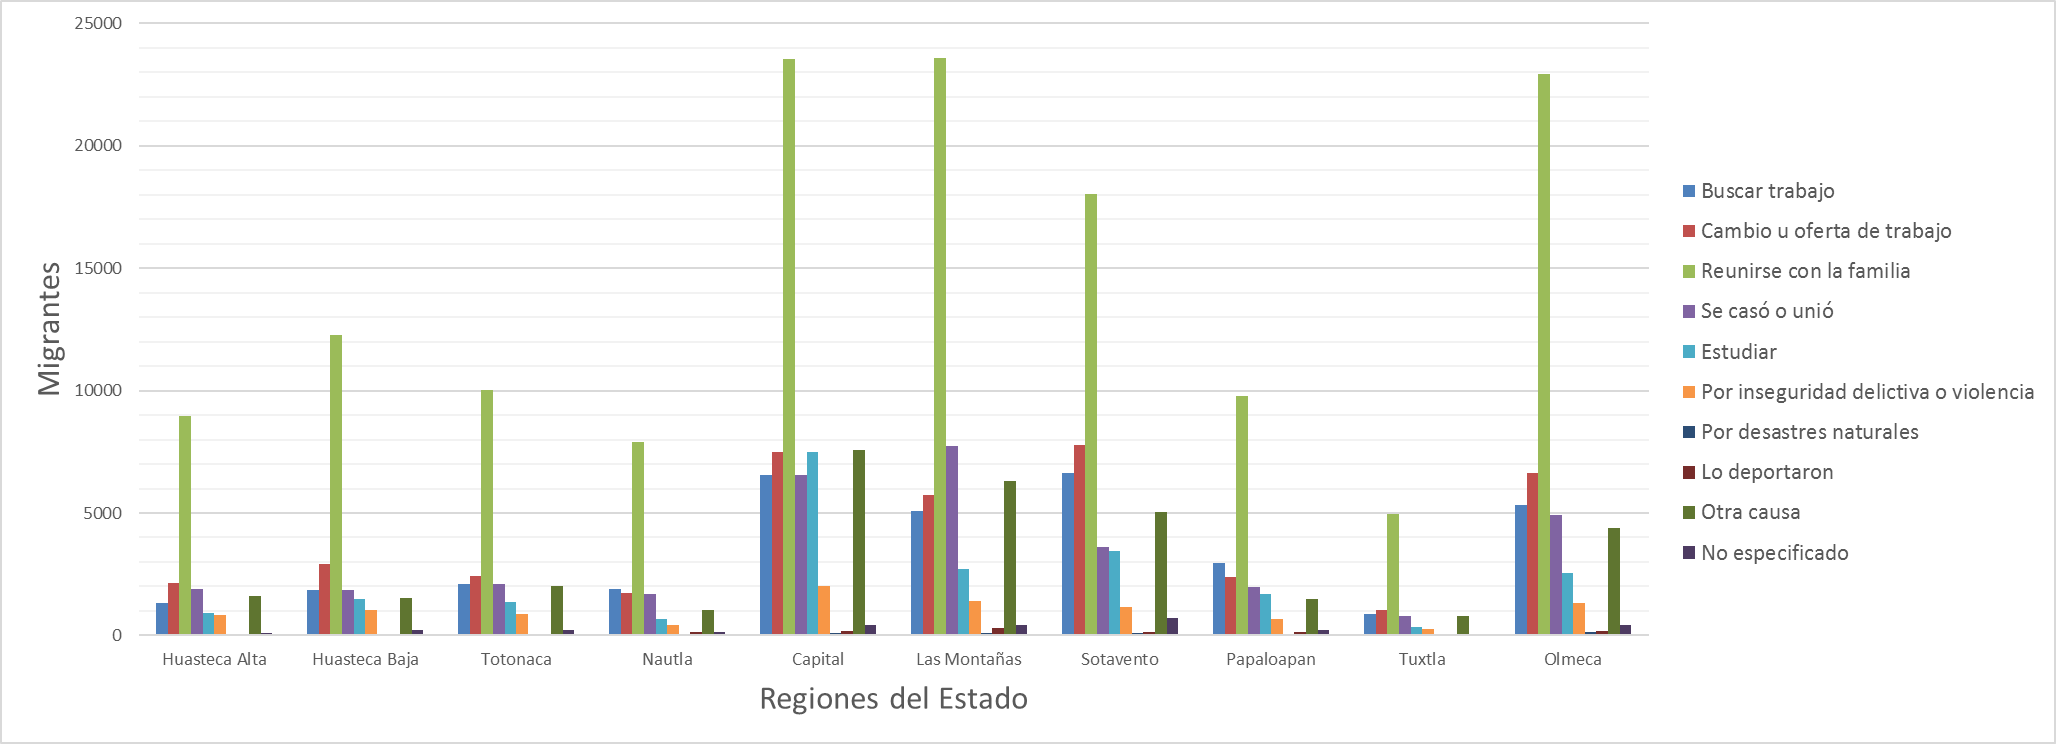 25000
20000
15000
10000
5000
0
Migrantes
Huasteca Alta
Huasteca Baja
Totonaca
Nautla
Capital
Las Montañas
Sotavento
Papaloapan
Tuxtla
Olmeca
Regiones del Estado
Buscar trabajo
Cambio u oferta de trabajo
Reunirse con la familia
Se casó o unió
Estudiar
Por inseguridad delictiva o violencia
Por desastres naturales
Lo deportaron
Otra causa
No especificado